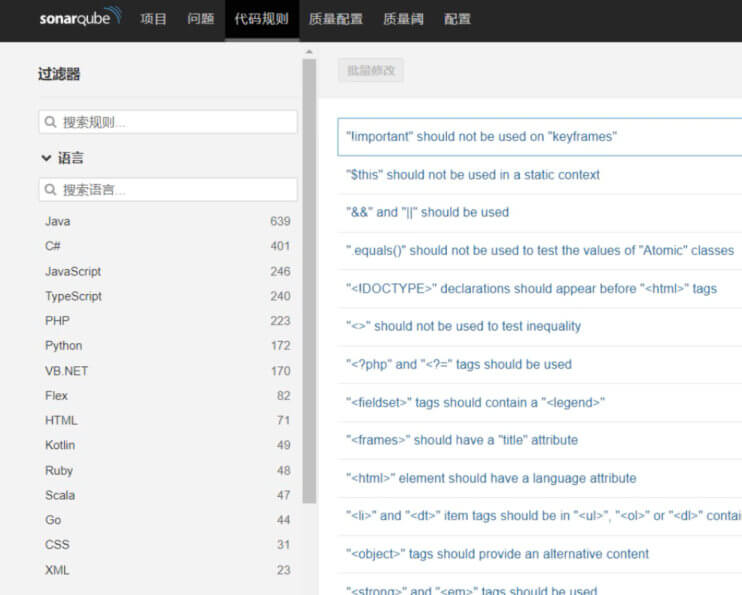 sonarqube 项目 问题 代码规则 质量配置 质量阈 配置
过滤器
搜索规则...
语言
搜索语言...
Java 639
C# 401
JavaScript 246
TypeScript 240
PHP 223
Python 172
VB.NET 170
Flex 82
HTML 71
Kotlin 49
Ruby 48
Scala 47
Go 44
CSS 31
XML 23
批量修改
"!important" should not be used on "keyframes"
"$this" should not be used in a static context
"&&" and "||" should be used
".equals()" should not be used to test the values of "Atomic" classes
"<!DOCTYPE>" declarations should appear before "<html>" tags
"<>" should not be used to test inequality
"<?php" and "<?=" tags should be used
"<fieldset>" tags should contain a "<legend>"
"<frames>" should have a "title" attribute
"<html>" element should have a language attribute
"<li>" and "<dt>" item tags should be in "<ul>", "<ol>" or "<dl>" contai
"<object>" tags should provide an alternative content
"<strong>" and "<em>" tags should be used